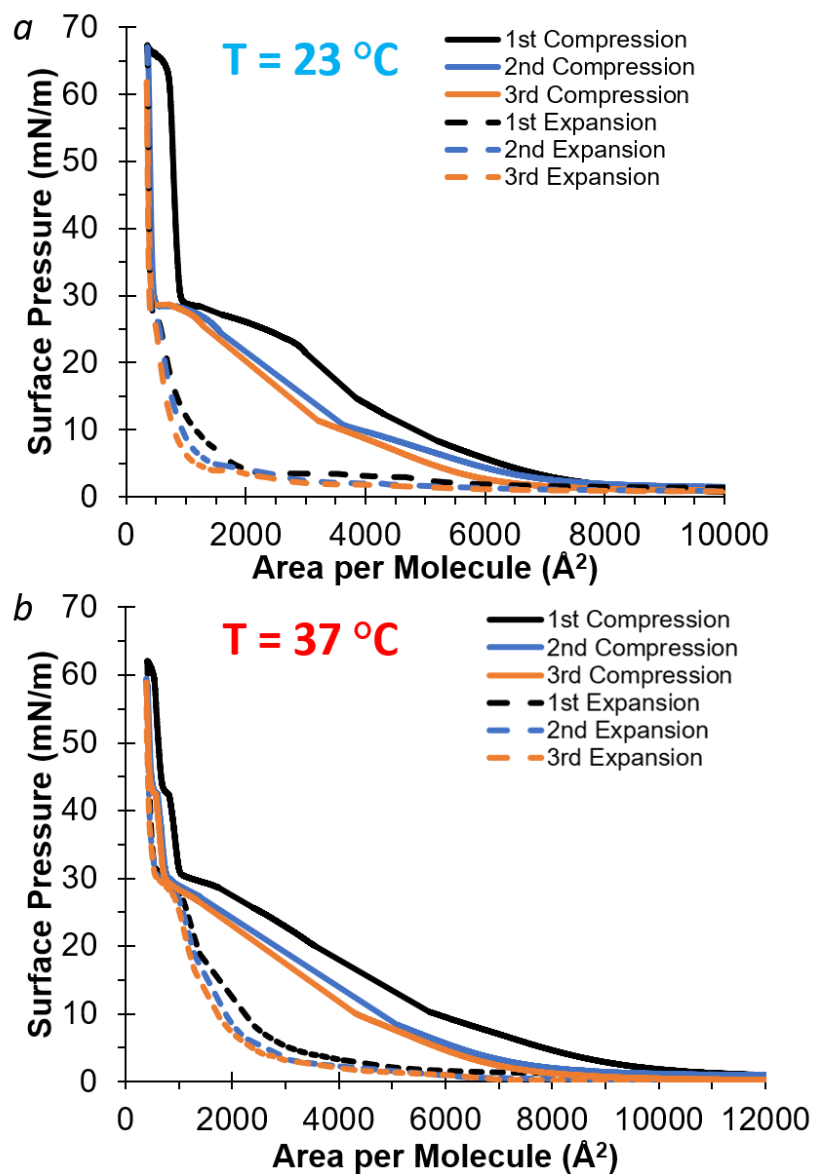 a
T = 23 °C
1st Compression
2nd Compression
3rd Compression
1st Expansion
2nd Expansion
3rd Expansion
Surface Pressure (mN/m)
70
60
50
40
30
20
10
0
0 2000 4000 6000 8000 10000
Area per Molecule (Å²)
b
T = 37 °C
1st Compression
2nd Compression
3rd Compression
1st Expansion
2nd Expansion
3rd Expansion
Surface Pressure (mN/m)
70
60
50
40
30
20
10
0
0 2000 4000 6000 8000 10000 12000
Area per Molecule (Å²)